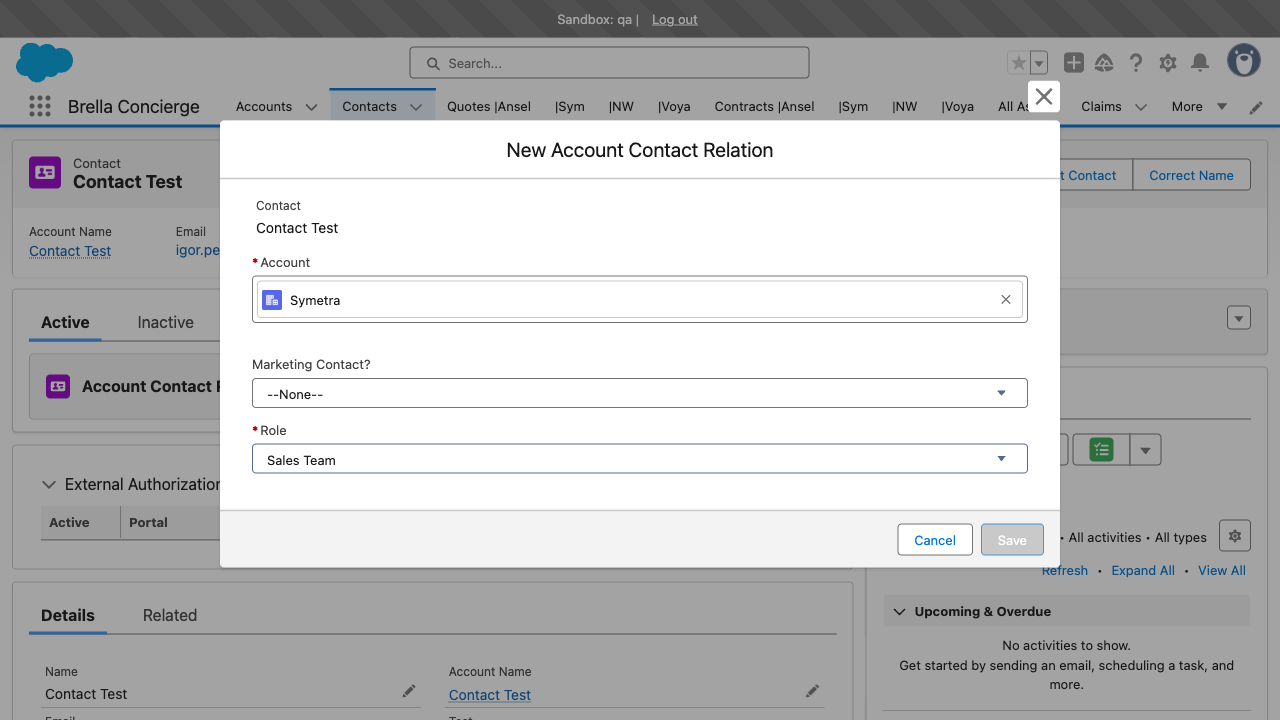 Sandbox: qa | Log out
Search...
Brella Concierge Accounts Contacts Quotes |Ansel |Sym |NW |Voya Contracts |Ansel |Sym |NW |Voya All As Claims More
New Account Contact Relation
Contact
Contact Test
t Contact Correct Name
Account Name Email
Contact Test igor.pe
Contact
Contact Test
* Account
Symetra
Active Inactive
Marketing Contact?
--None--
Account Contact R
* Role
Sales Team
External Authorization
Active Portal
Cancel Save
• All activities • All types
Refresh • Expand All • View All
Upcoming & Overdue
No activities to show.
Get started by sending an email, scheduling a task, and
more.
Details Related
Name Account Name
Contact Test Contact Test